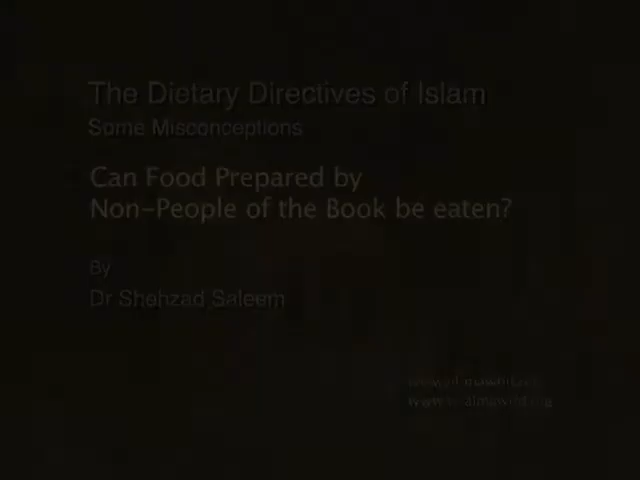 The Dietary Directives of Islam
Some Misconceptions
Can Food Prepared by
Non-People of the Book be eaten?
By
Dr Shehzad Saleem